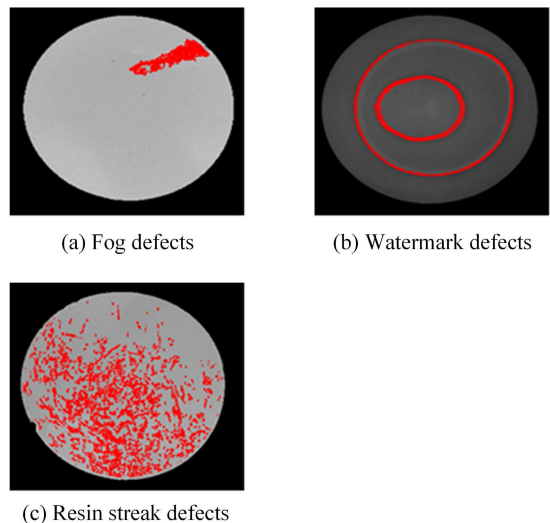 (a) Fog defects
(b) Watermark defects
(c) Resin streak defects